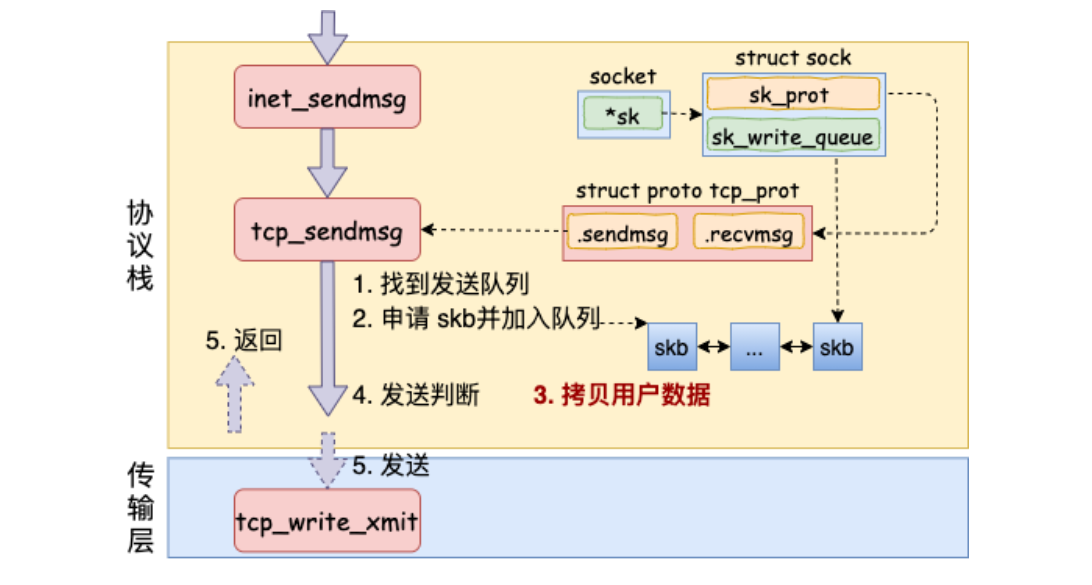 struct sock
socket
sk_prot
inet_sendmsg
*sk
sk_write_queue
struct proto tcp_prot
协议栈
tcp_sendmsg
.sendmsg
.recvmsg
1. 找到发送队列
2. 申请 skb并加入队列
5. 返回
skb
...
skb
4. 发送判断
3. 拷贝用户数据
传输层
5. 发送
tcp_write_xmit